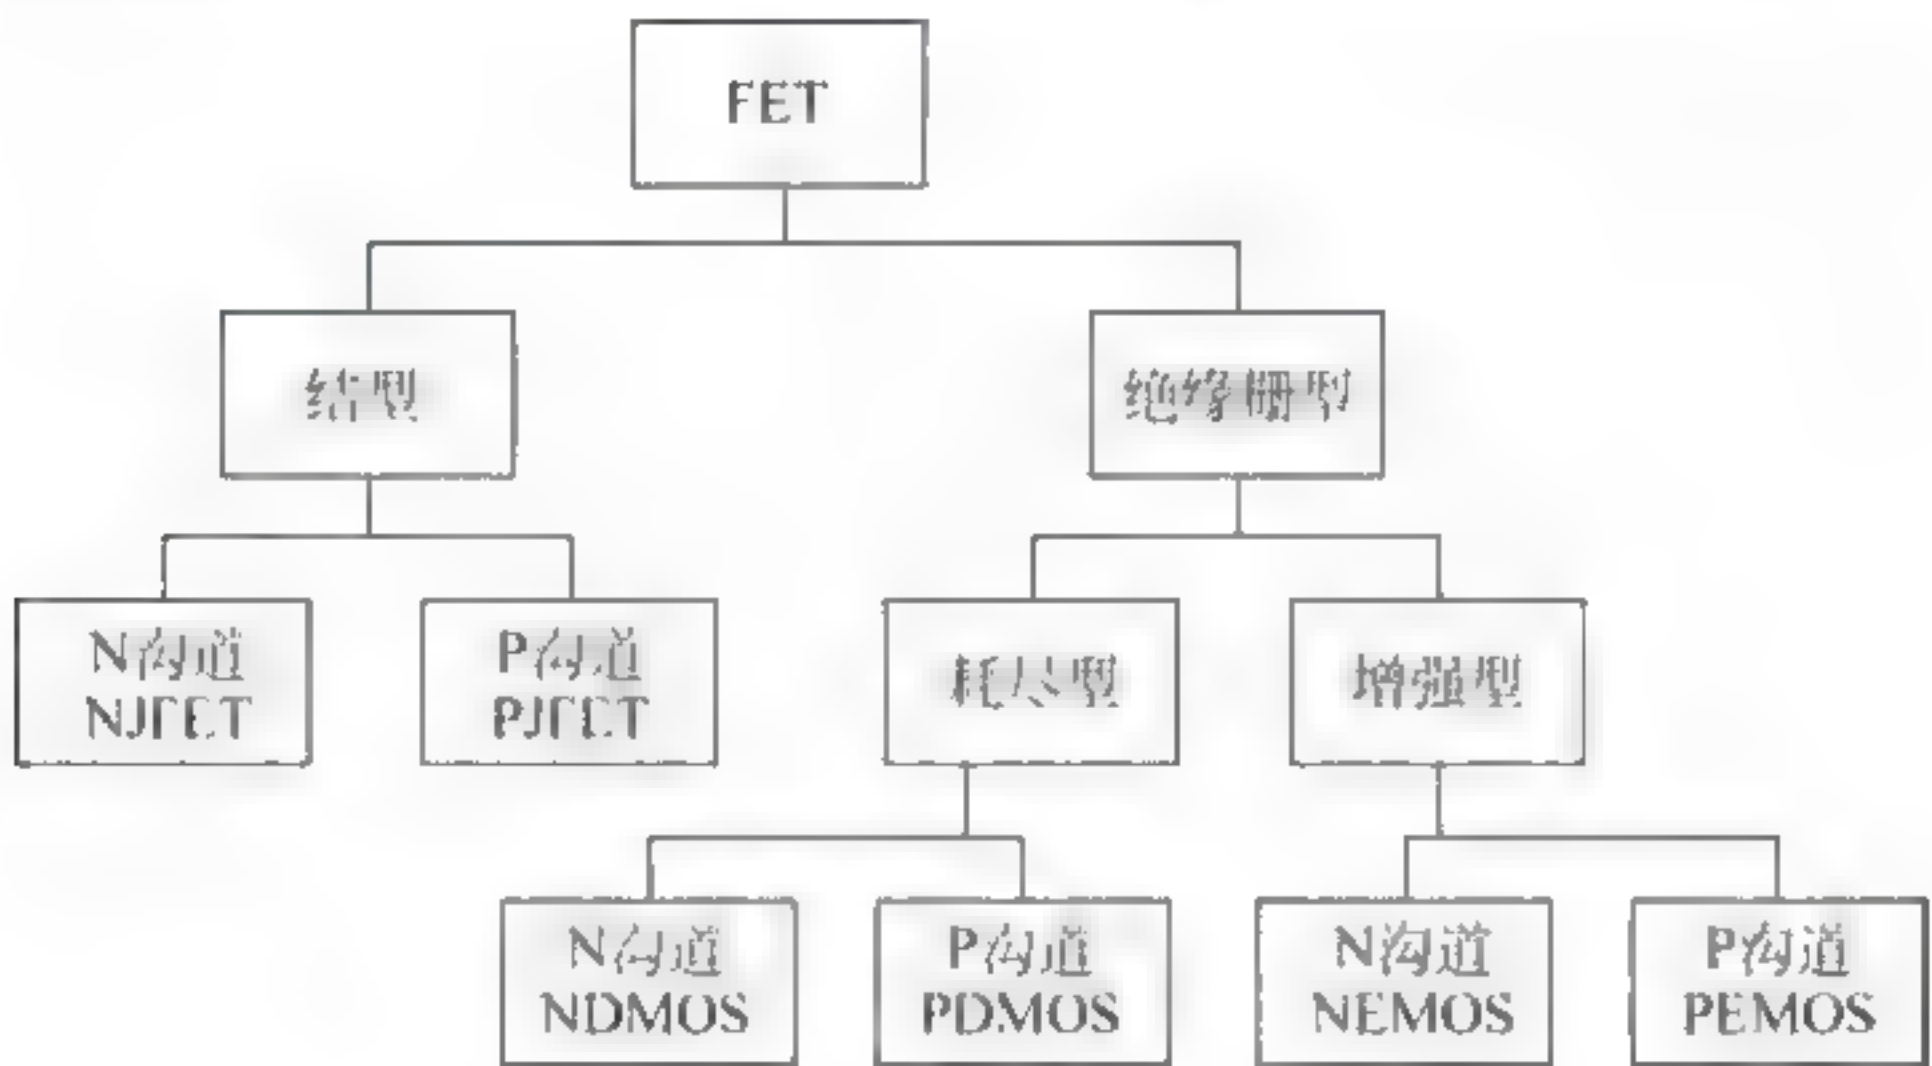 FET
结型
绝缘栅型
N沟道
NJFET
P沟道
PJFET
耗尽型
增强型
N沟道
NDMOS
P沟道
PDMOS
N沟道
NEMOS
P沟道
PEMOS